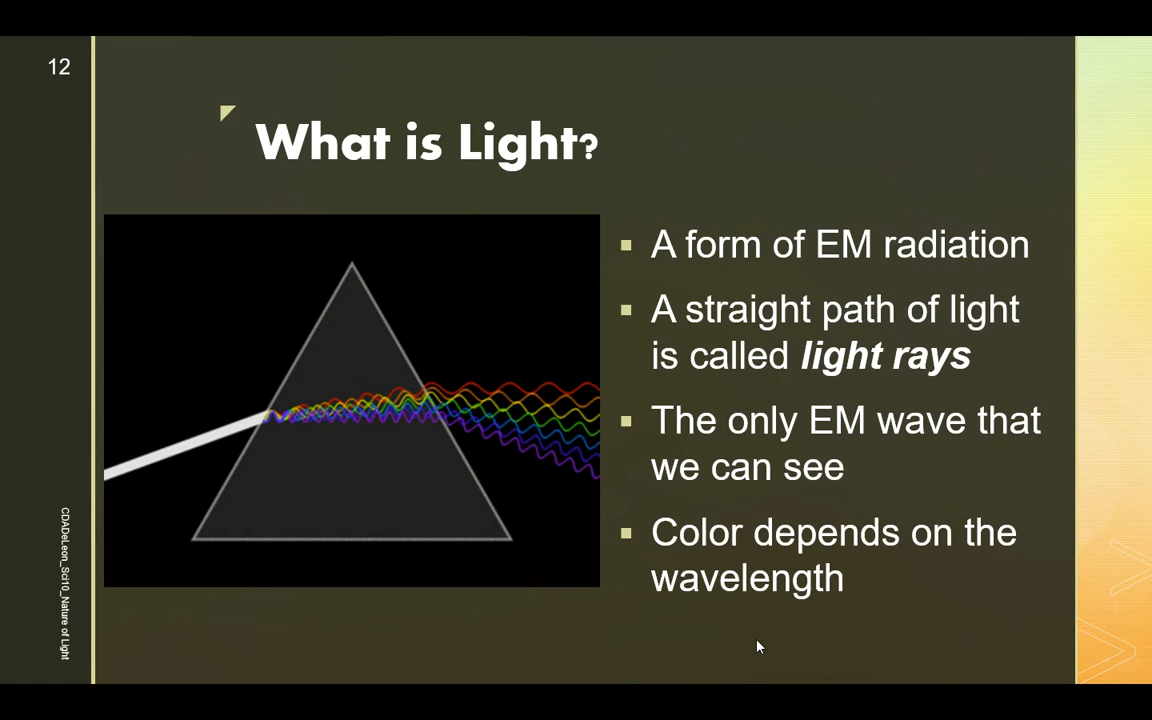 12
What is Light?
A form of EM radiation
A straight path of light
is called light rays
The only EM wave that
we can see
Color depends on the
wavelength
CDADeLeon_Sci10_Nature of Light